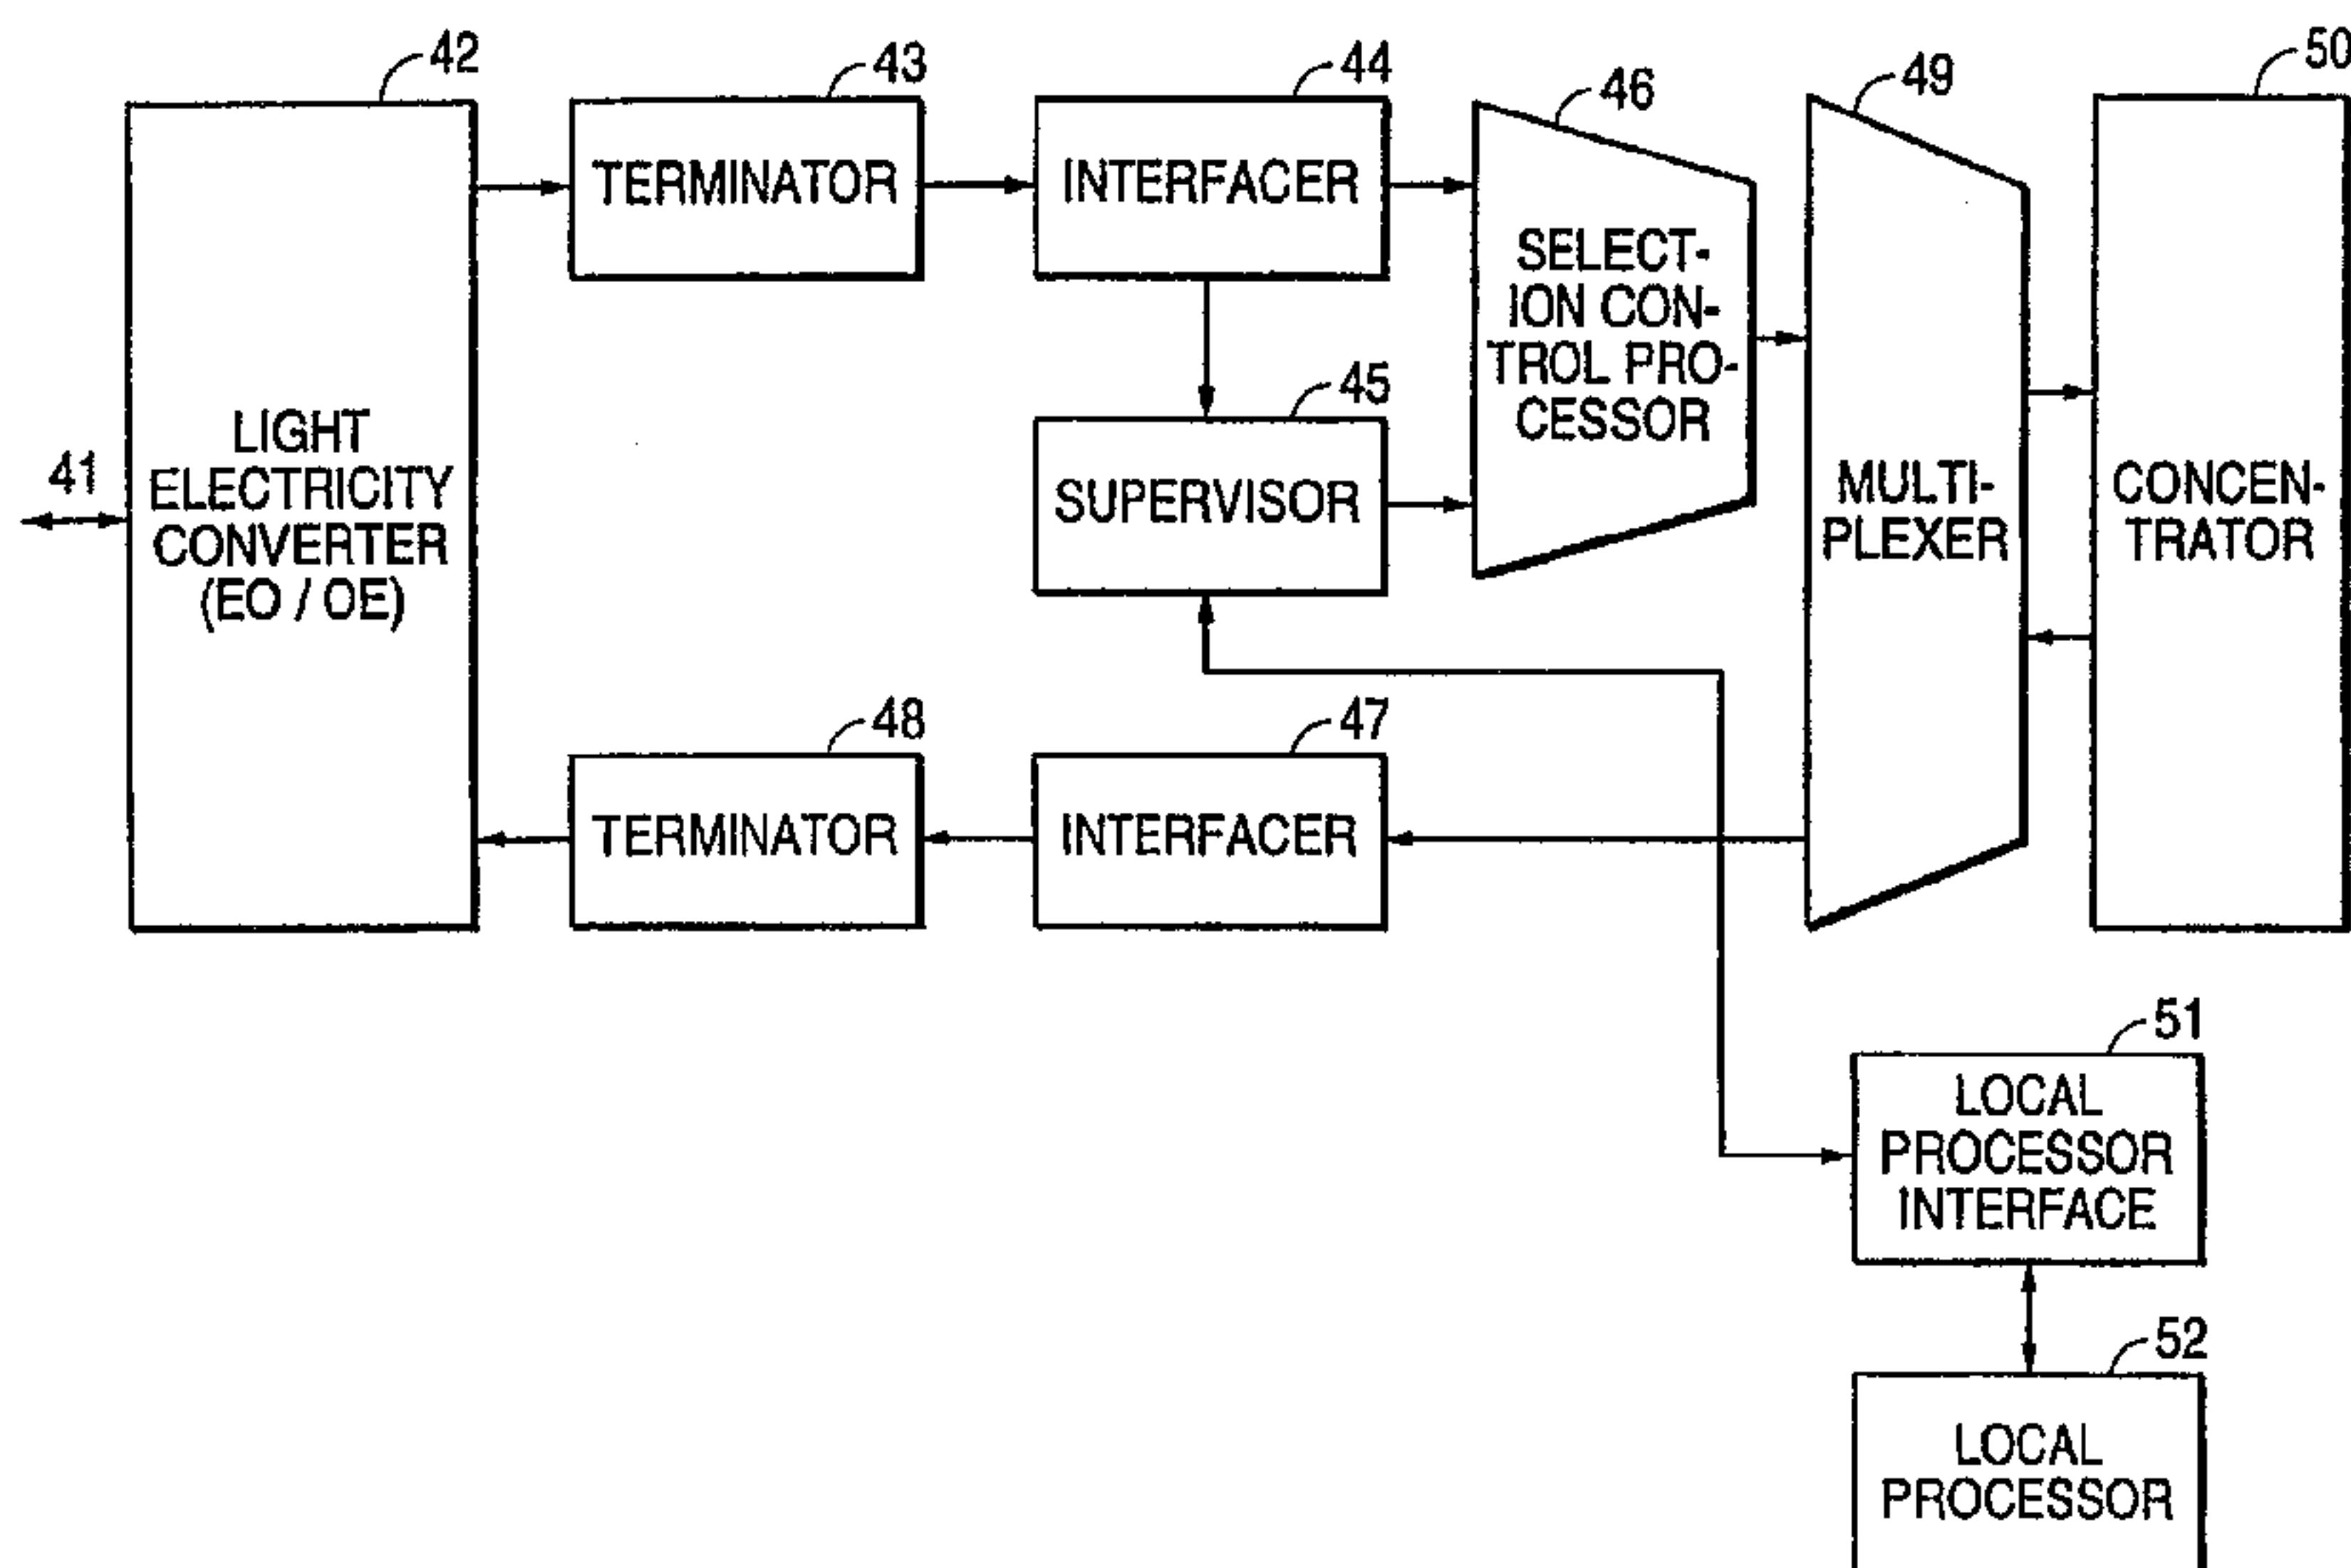 42
43
44
46
49
50
TERMINATOR
INTERFACER
SELECT-
ION CON-
TROL PRO-
CESSOR
45
41
LIGHT
ELECTRICITY
CONVERTER
(EO / OE)
SUPERVISOR
MULTI-
PLEXER
CONCEN-
TRATOR
48
47
TERMINATOR
INTERFACER
51
LOCAL
PROCESSOR
INTERFACE
52
LOCAL
PROCESSOR